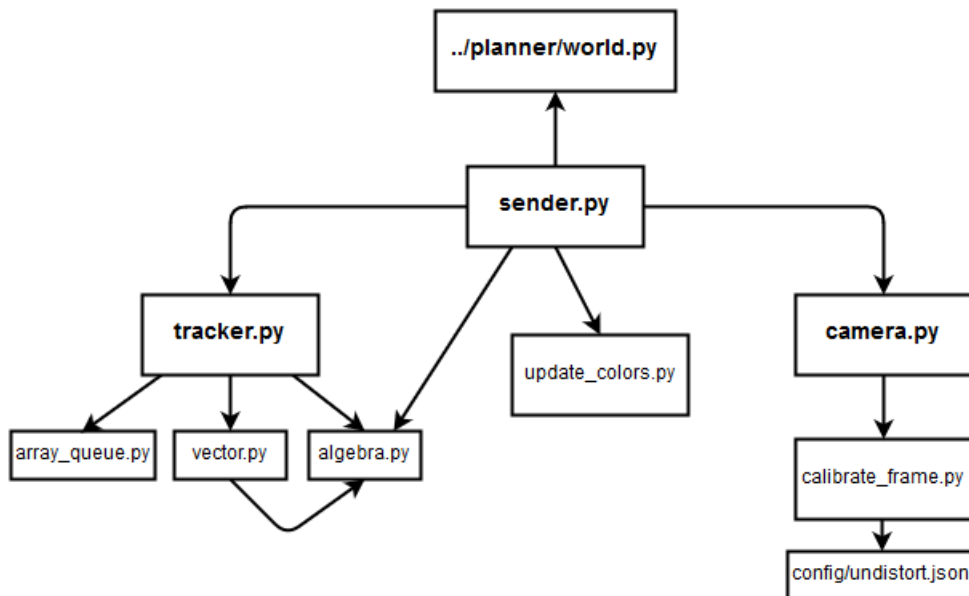 ../planner/world.py
sender.py
tracker.py
camera.py
update_colors.py
array_queue.py
vector.py
algebra.py
calibrate_frame.py
config/undistort.json